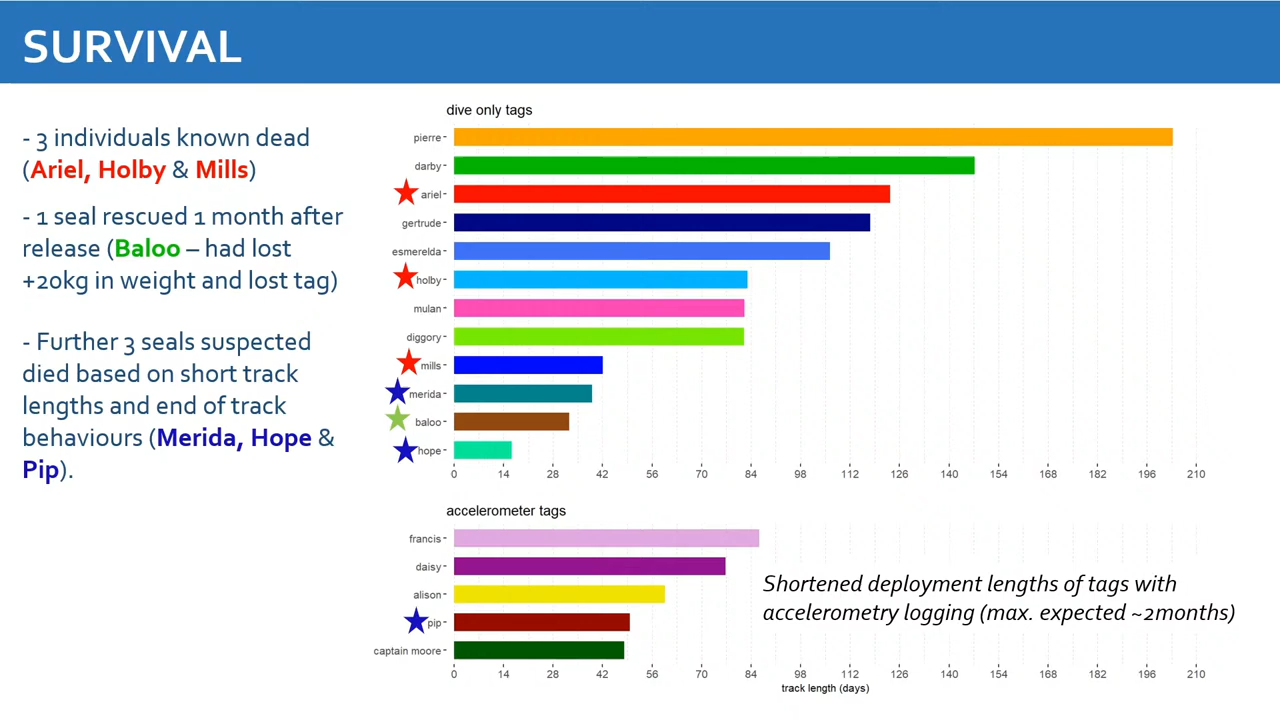 SURVIVAL
- 3 individuals known dead
(Ariel, Holby & Mills)
- 1 seal rescued 1 month after
release (Baloo – had lost
+20kg in weight and lost tag)
- Further 3 seals suspected
died based on short track
lengths and end of track
behaviours (Merida, Hope &
Pip).
dive only tags
pierre
darby
ariel
gertrude
esmerelda
holby
mulan
diggory
mills
merida
baloo
hope
0 14 28 42 56 70 84 98 112 126 140 154 168 182 196 210
accelerometer tags
francis
daisy
alison
pip
captain moore
Shortened deployment lengths of tags with
accelerometry logging (max. expected ~2months)
0 14 28 42 56 70 84 98 112 126 140 154 168 182 196 210
track length (days)